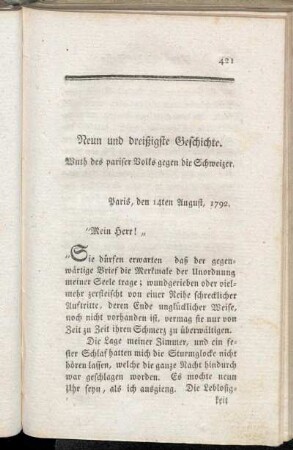 421
Neun und dreißigste Geschichte.
Wuth des pariser Volks gegen die Schweizer.
Paris, den 14ten August, 1792.
"Mein Herr! „
"Sie dürfen erwarten daß der gegen-
wärtige Brief die Merkmale der Unordnung
meiner Seele trage; wundgerieben oder viel-
mehr zerfleischt von einer Reihe schrecklicher
Auftritte, deren Ende unglücklicher Weise,
noch nicht vorhanden ist, vermag sie nur von
Zeit zu Zeit ihren Schmerz zu überwältigen.
Die Lage meiner Zimmer, und ein fe-
ster Schlaf hatten mich die Sturmglocke nicht
hören lassen, welche die ganze Nacht hindurch
war geschlagen worden. Es mochte neun
Uhr seyn, als ich ausgieng. Die Leblosig-
keit